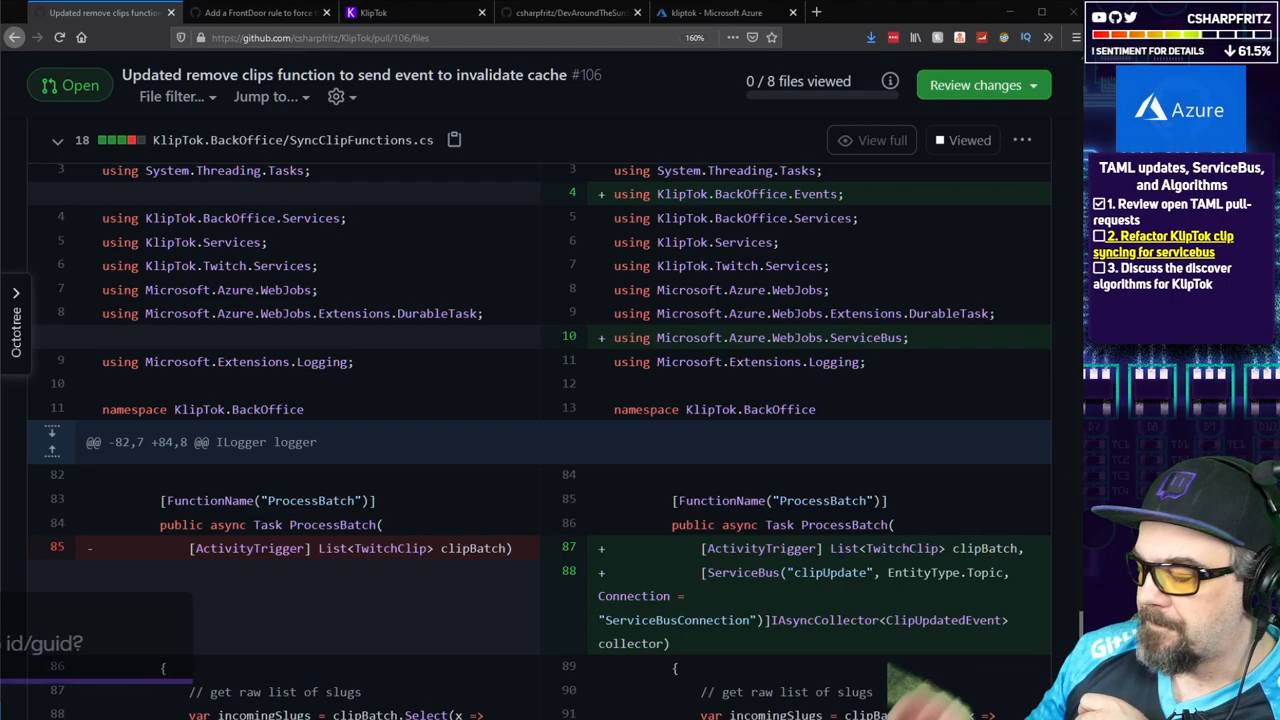 Updated remove clips function
Add a FrontDoor rule to force th
KlipTok
csharpfritz/DevAroundTheSun
kliptok - Microsoft Azure
https://github.com/csharpfritz/KlipTok/pull/106/files
160%
Open
Updated remove clips function to send event to invalidate cache #106
File filter...
Jump to...
0 / 8 files viewed
Review changes
18
KlipTok.BackOffice/SyncClipFunctions.cs
View full
Viewed
3 using System.Threading.Tasks;
3 using System.Threading.Tasks;
4 + using KlipTok.BackOffice.Events;
4 using KlipTok.BackOffice.Services;
5 using KlipTok.BackOffice.Services;
5 using KlipTok.Services;
6 using KlipTok.Services;
6 using KlipTok.Twitch.Services;
7 using KlipTok.Twitch.Services;
7 using Microsoft.Azure.WebJobs;
8 using Microsoft.Azure.WebJobs;
8 using Microsoft.Azure.WebJobs.Extensions.DurableTask;
9 using Microsoft.Azure.WebJobs.Extensions.DurableTask;
10 + using Microsoft.Azure.WebJobs.ServiceBus;
9 using Microsoft.Extensions.Logging;
11 using Microsoft.Extensions.Logging;
10
12
11 namespace KlipTok.BackOffice
13 namespace KlipTok.BackOffice
@@ -82,7 +84,8 @@ ILogger logger
82
84
83 [FunctionName("ProcessBatch")]
85 [FunctionName("ProcessBatch")]
84 public async Task ProcessBatch(
86 public async Task ProcessBatch(
85 - [ActivityTrigger] List<TwitchClip> clipBatch)
87 + [ActivityTrigger] List<TwitchClip> clipBatch,
88 + [ServiceBus("clipUpdate", EntityType.Topic,
Connection =
"ServiceBusConnection")]IAsyncCollector<ClipUpdatedEvent>
collector)
86 {
89 {
87 // get raw list of slugs
90 // get raw list of slugs
88 var incomingSlugs = clipBatch.Select(x =>
91 var incomingSlugs = clipB x =>
Octotree
id/guid?
CSHARPFRITZ
! SENTIMENT FOR DETAILS
61.5%
Azure
TAML updates, ServiceBus,
and Algorithms
1. Review open TAML pull-
requests
2. Refactor KlipTok clip
syncing for servicebus
3. Discuss the discover
algorithms for KlipTok